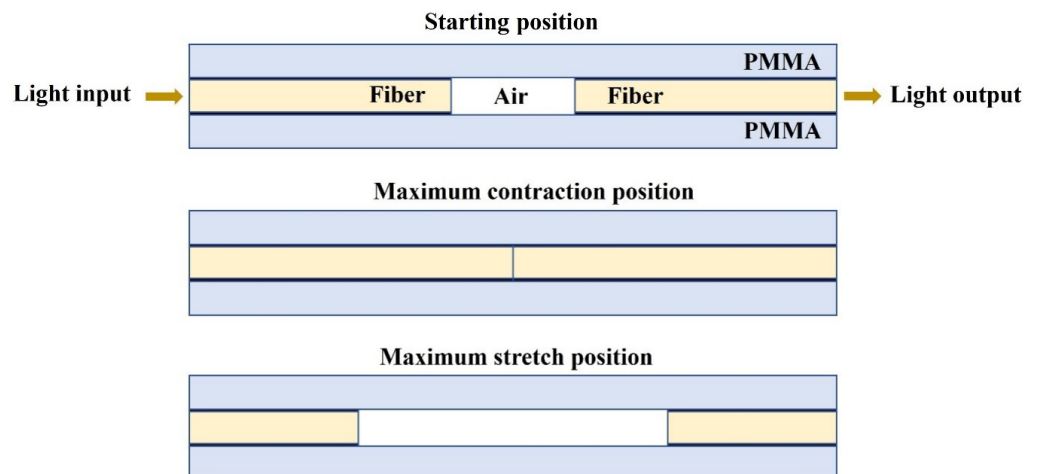 Starting position
PMMA
Light input
Fiber
Air
Fiber
Light output
PMMA
Maximum contraction position
Maximum stretch position